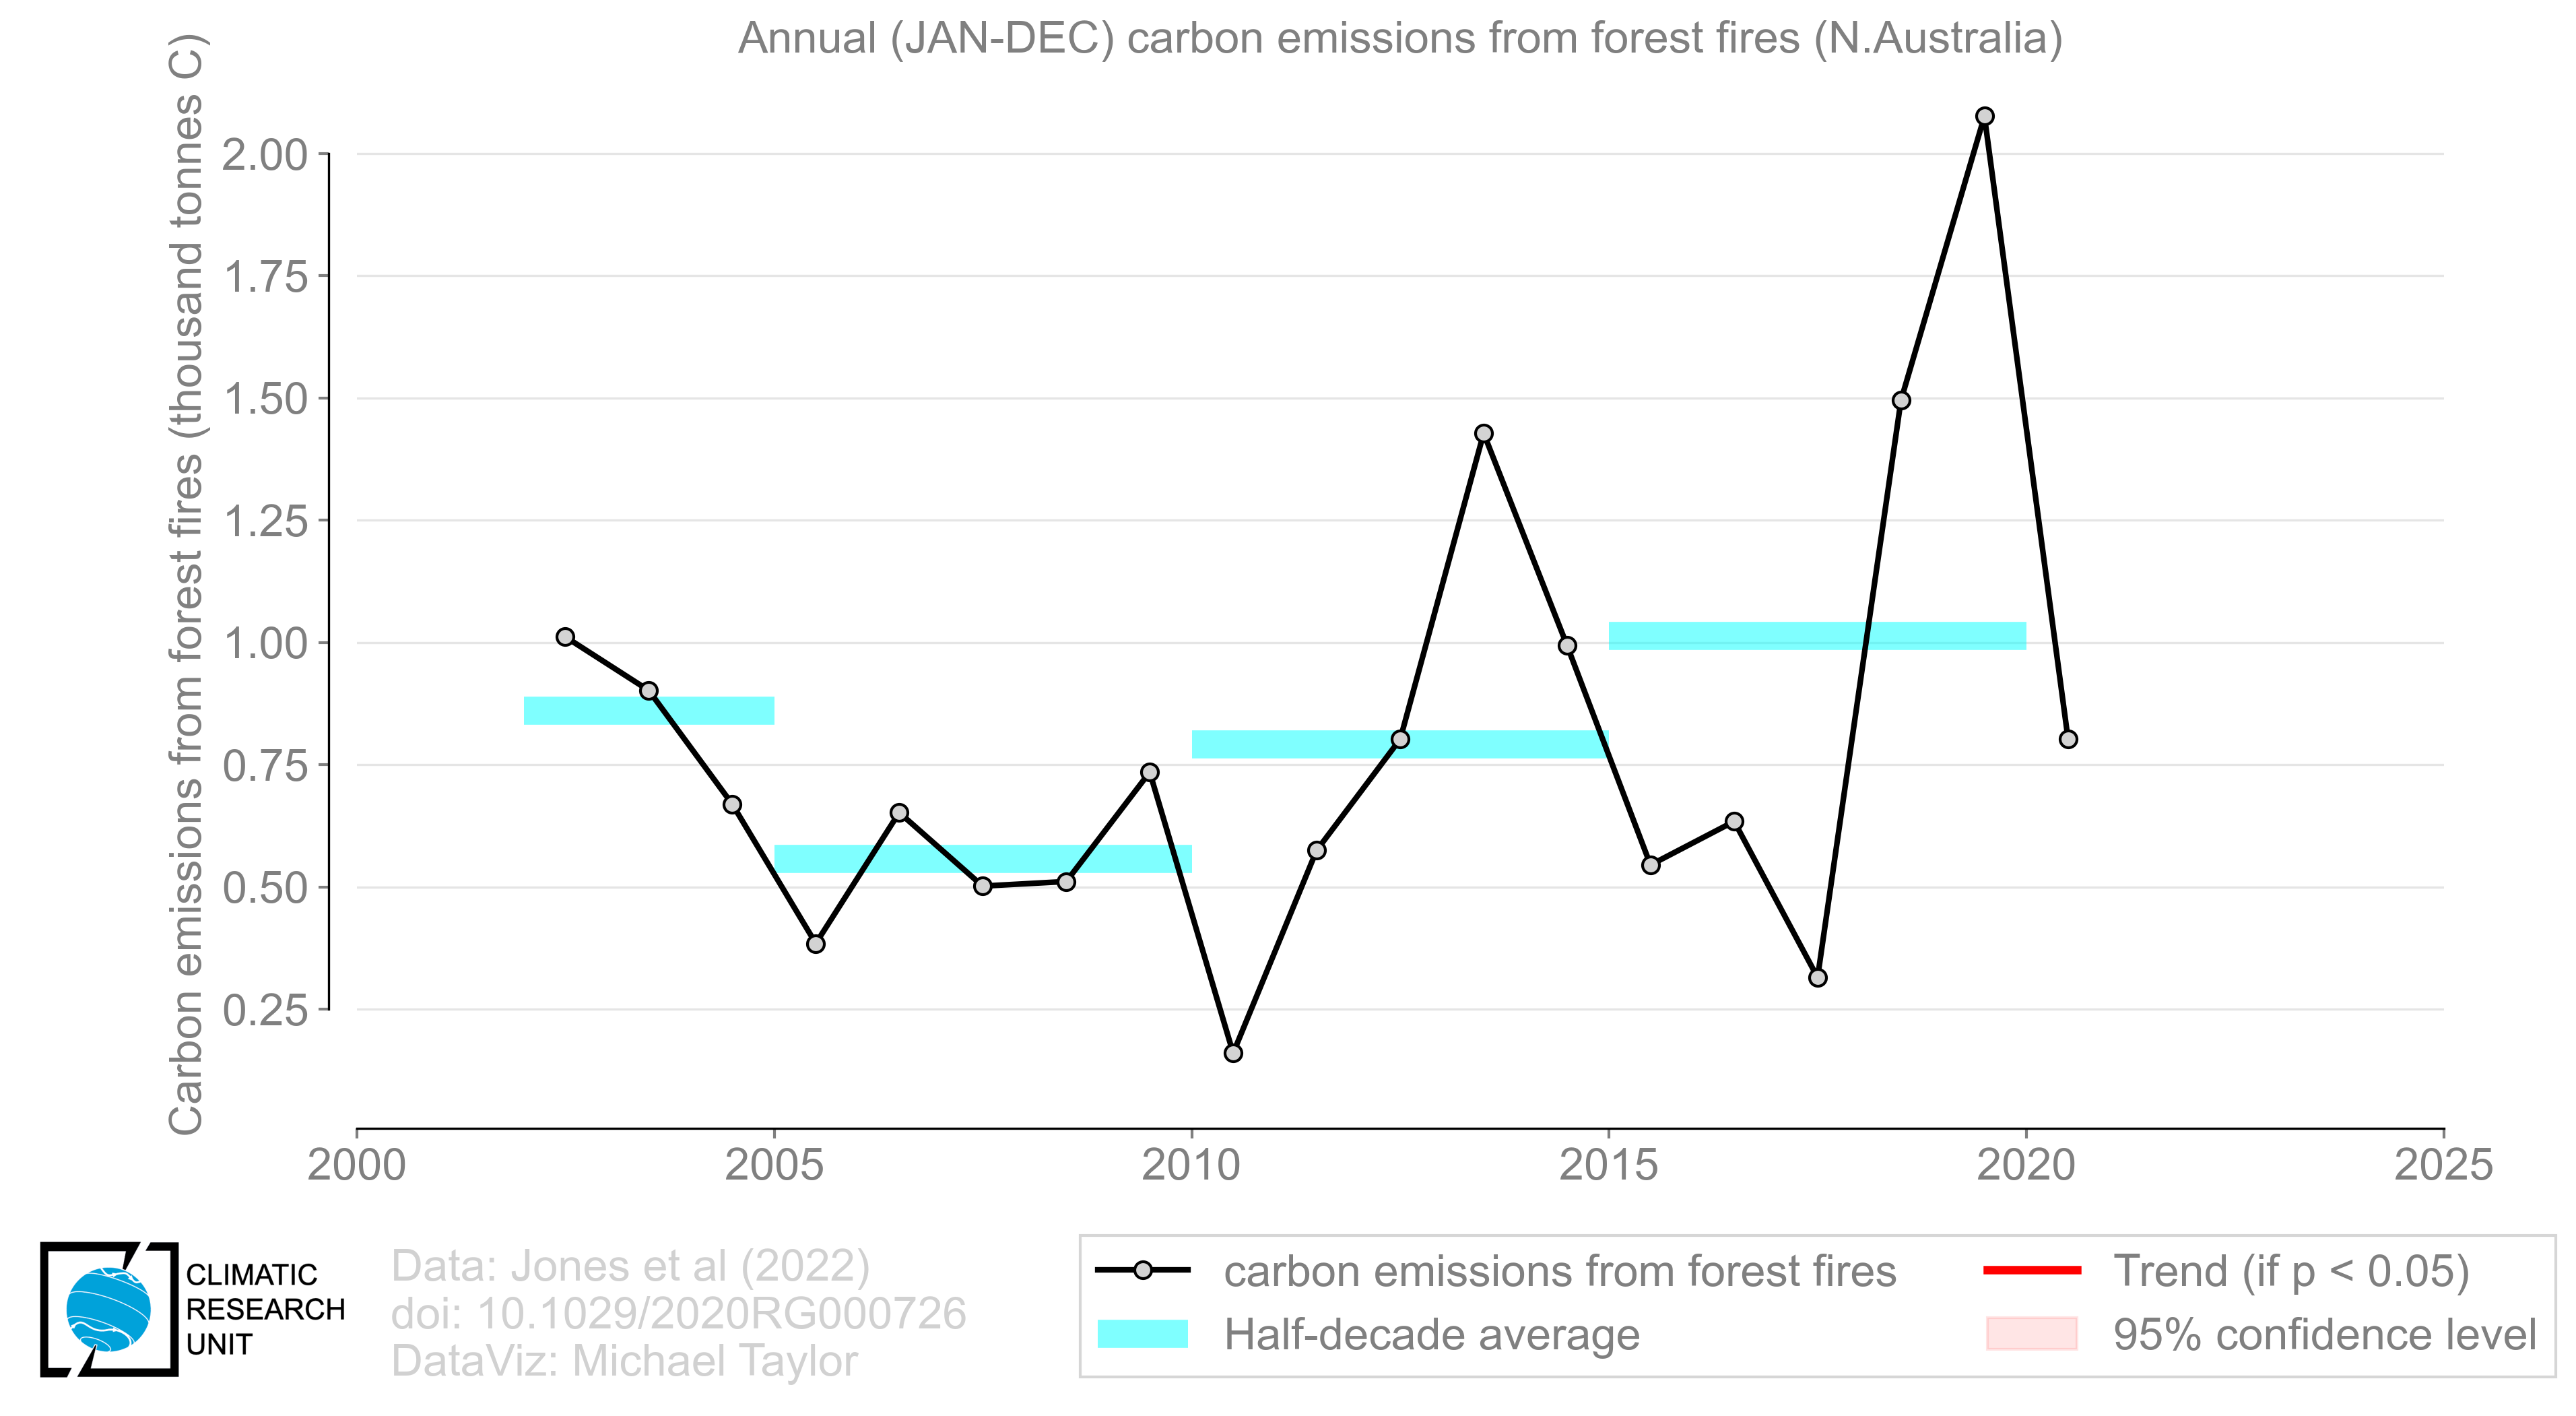 Annual (JAN-DEC) carbon emissions from forest fires (N.Australia)
Carbon emissions from forest fires (thousand tonnes C)
2.00
1.75
1.50
1.25
1.00
0.75
0.50
0.25
2000 2005 2010 2015 2020 2025
CLIMATIC
RESEARCH
UNIT
Data: Jones et al (2022)
doi: 10.1029/2020RG000726
DataViz: Michael Taylor
carbon emissions from forest fires
Half-decade average
Trend (if p < 0.05)
95% confidence level